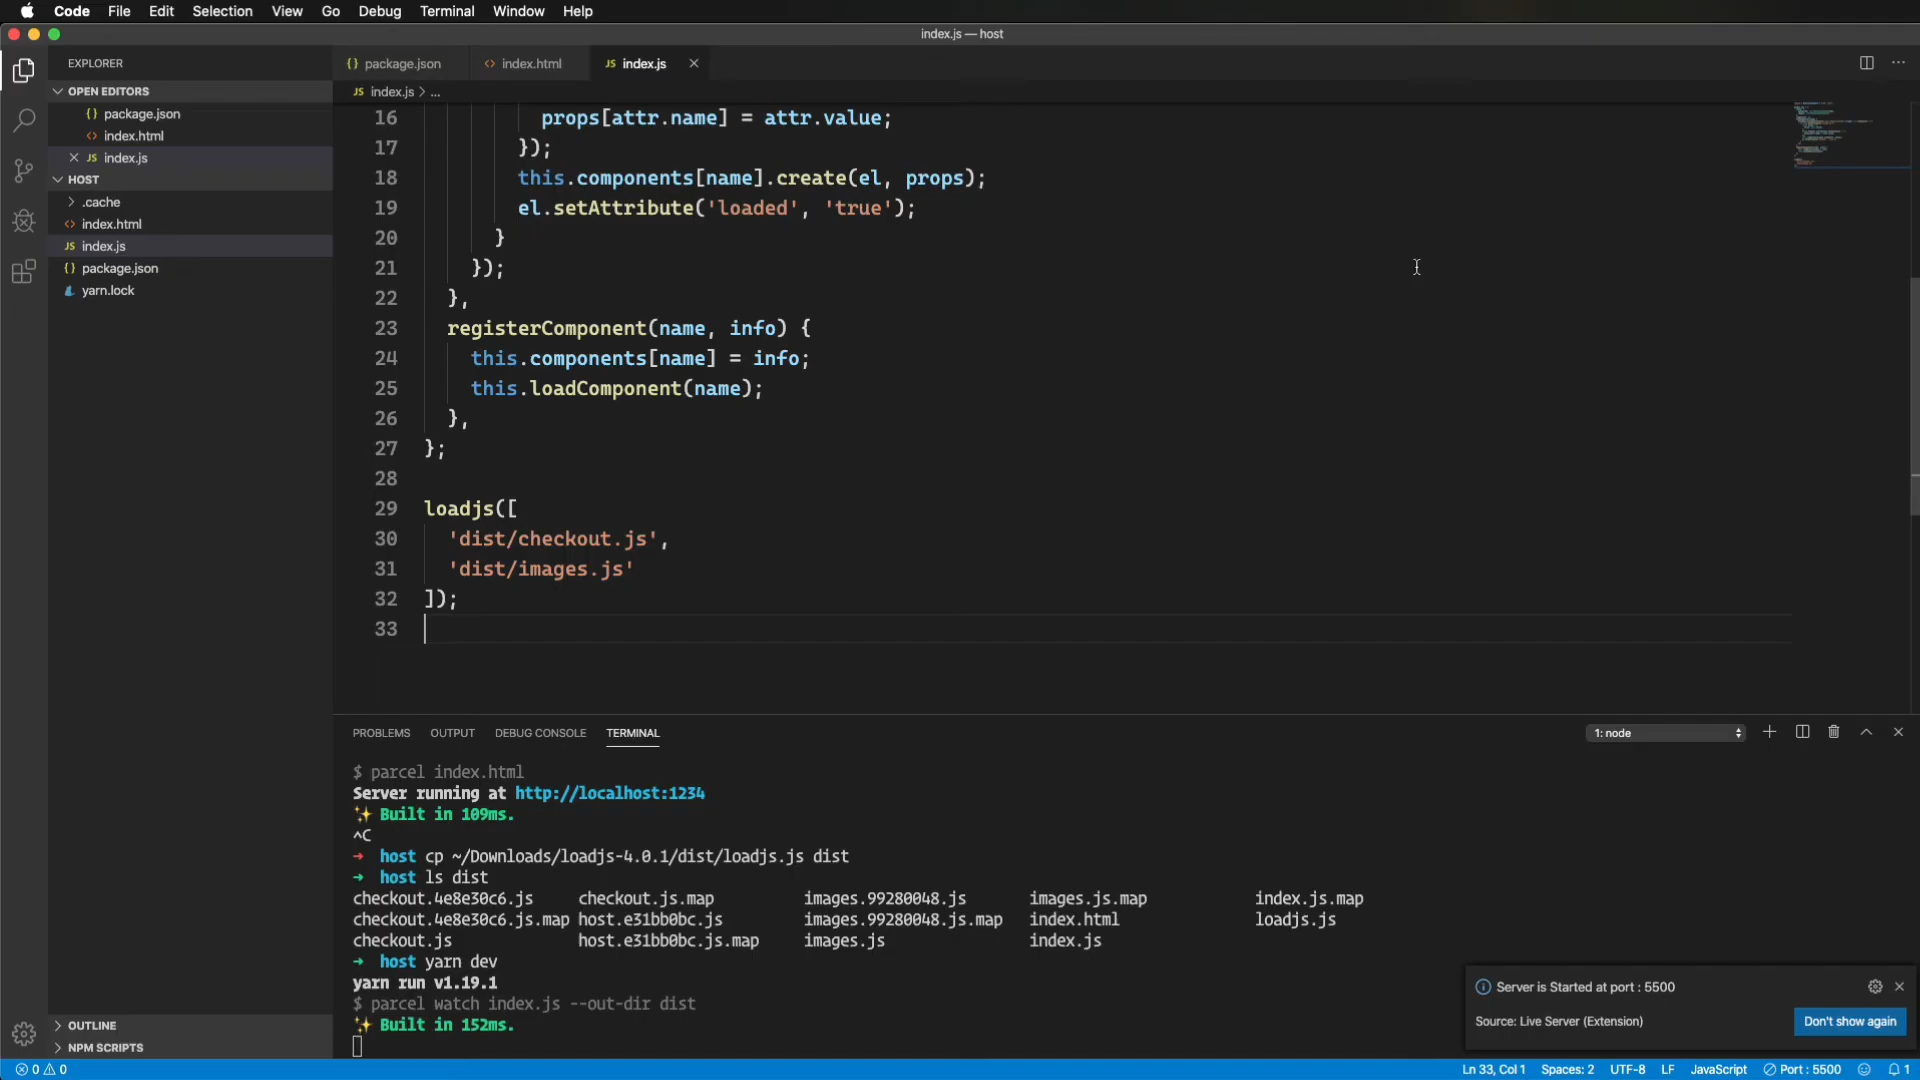 Code File Edit Selection View Go Debug Terminal Window Help
index.js — host
EXPLORER
OPEN EDITORS
{} package.json
<> index.html
JS index.js
HOST
.cache
<> index.html
JS index.js
{} package.json
yarn.lock
OUTLINE
NPM SCRIPTS
{} package.json <> index.html JS index.js
JS index.js > ...
16 props[attr.name] = attr.value;
17 });
18 this.components[name].create(el, props);
19 el.setAttribute('loaded', 'true');
20 }
21 });
22 },
23 registerComponent(name, info) {
24 this.components[name] = info;
25 this.loadComponent(name);
26 },
27 };
28
29 loadjs([
30 'dist/checkout.js',
31 'dist/images.js'
32 ]);
33
PROBLEMS OUTPUT DEBUG CONSOLE TERMINAL 1: node
$ parcel index.html
Server running at http://localhost:1234
✨ Built in 109ms.
^C
→ host cp ~/Downloads/loadjs-4.0.1/dist/loadjs.js dist
→ host ls dist
checkout.4e8e30c6.js checkout.js.map images.99280048.js images.js.map index.js.map
checkout.4e8e30c6.js.map host.e31bb0bc.js images.99280048.js.map index.html loadjs.js
checkout.js host.e31bb0bc.js.map images.js index.js
→ host yarn dev
yarn run v1.19.1
$ parcel watch index.js --out-dir dist
✨ Built in 152ms.
Server is Started at port : 5500
Source: Live Server (Extension) Don't show again
0 0 Ln 33, Col 1 Spaces: 2 UTF-8 LF JavaScript Port : 5500 1